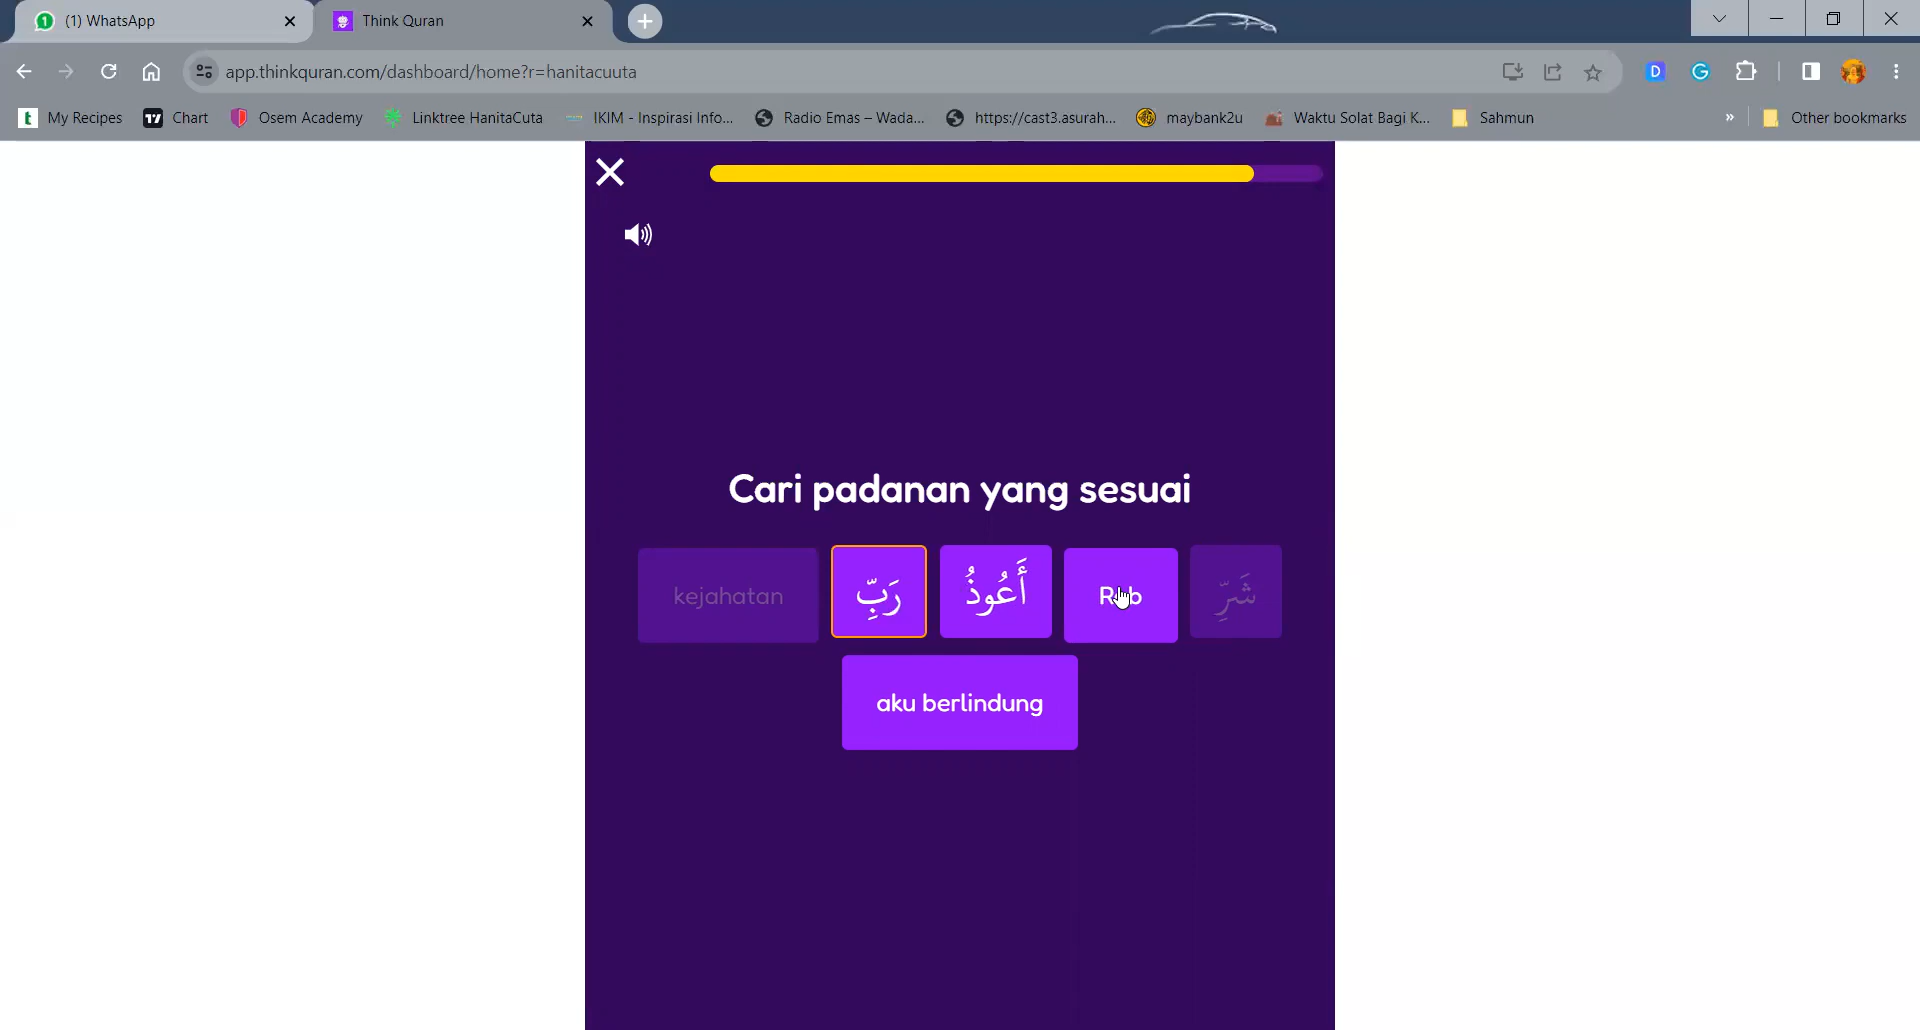 (1) WhatsApp
Think Quran
app.thinkquran.com/dashboard/home?r=hanitacuuta
My Recipes
Chart
Osem Academy
Linktree HanitaCuta
IKIM - Inspirasi Info...
Radio Emas – Wada...
https://cast3.asurah...
maybank2u
Waktu Solat Bagi K...
Sahmun
»
Other bookmarks
Cari padanan yang sesuai
kejahatan
رَبِّ
أَعُوذُ
شَرِّ
aku berlindung